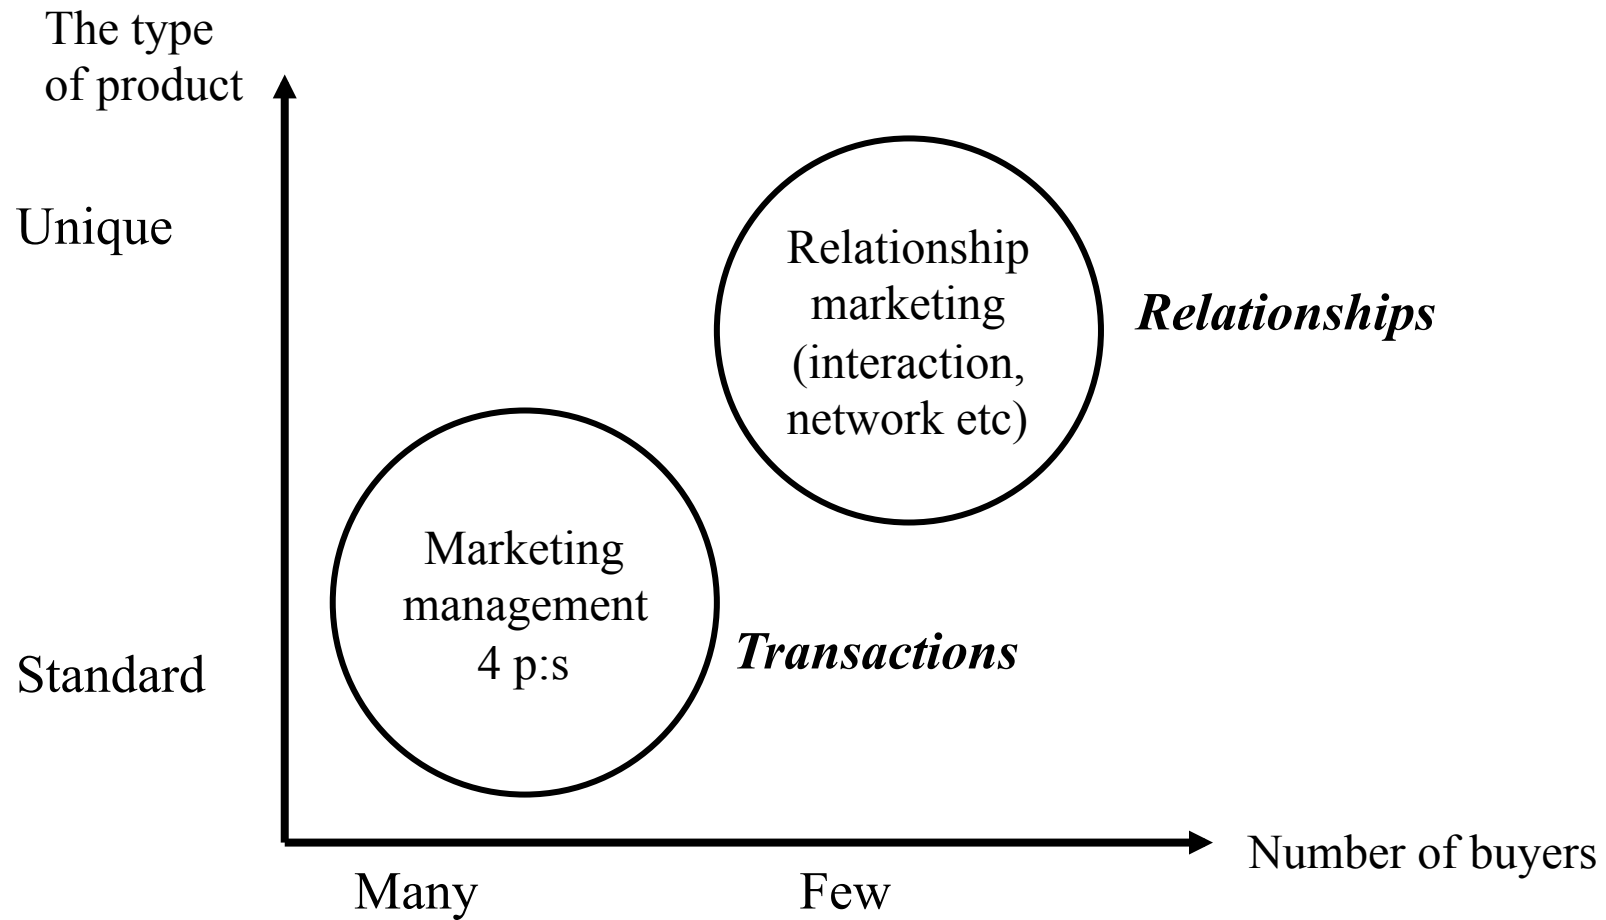 The type
of product
Unique
Relationship
marketing
(interaction,
network etc)
Relationships
Marketing
management
4 p:s
Transactions
Standard
Number of buyers
Many
Few